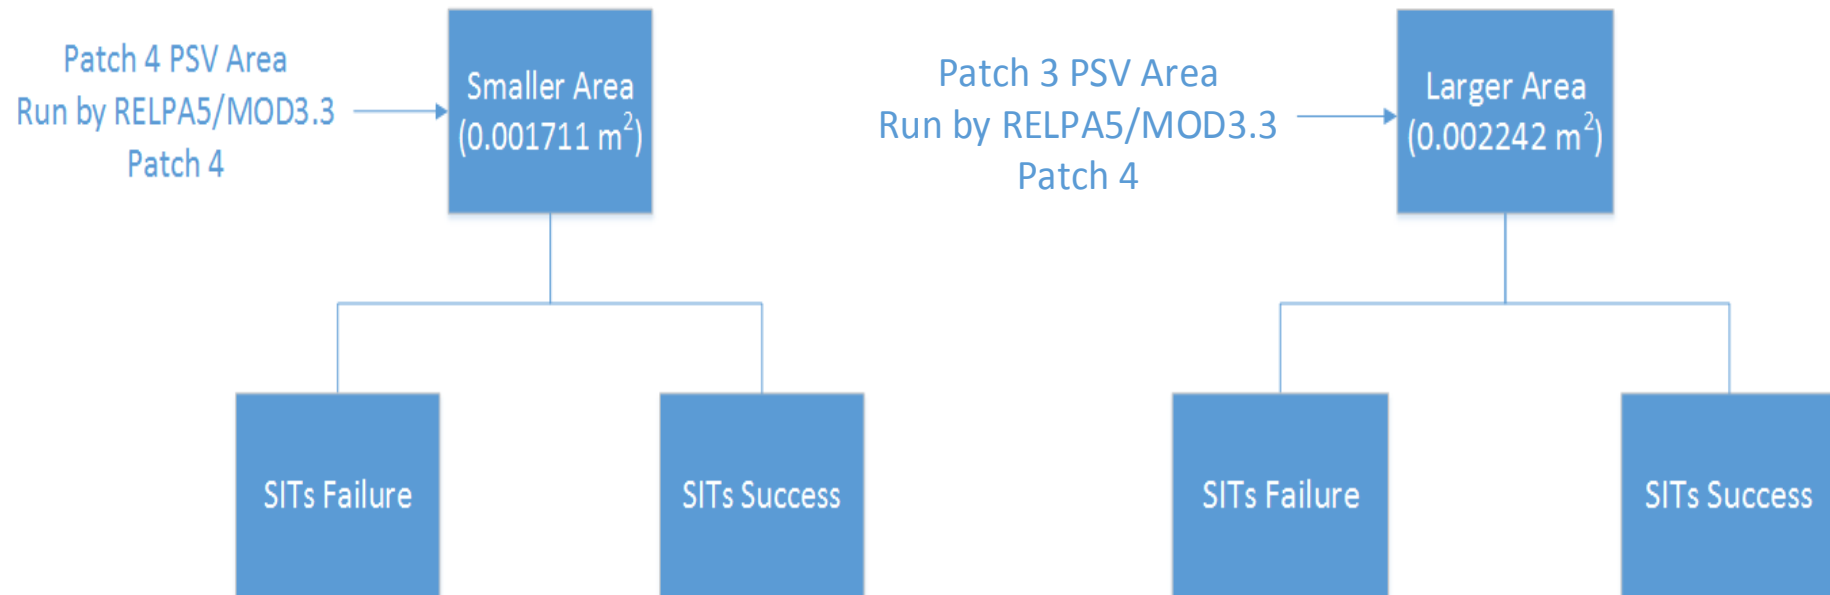 Patch 4 PSV Area
Run by RELPA5/MOD3.3
Patch 4
Smaller Area
(0.001711 m²)
Patch 3 PSV Area
Run by RELPA5/MOD3.3
Patch 4
Larger Area
(0.002242 m²)
SITs Failure
SITs Success
SITs Failure
SITs Success